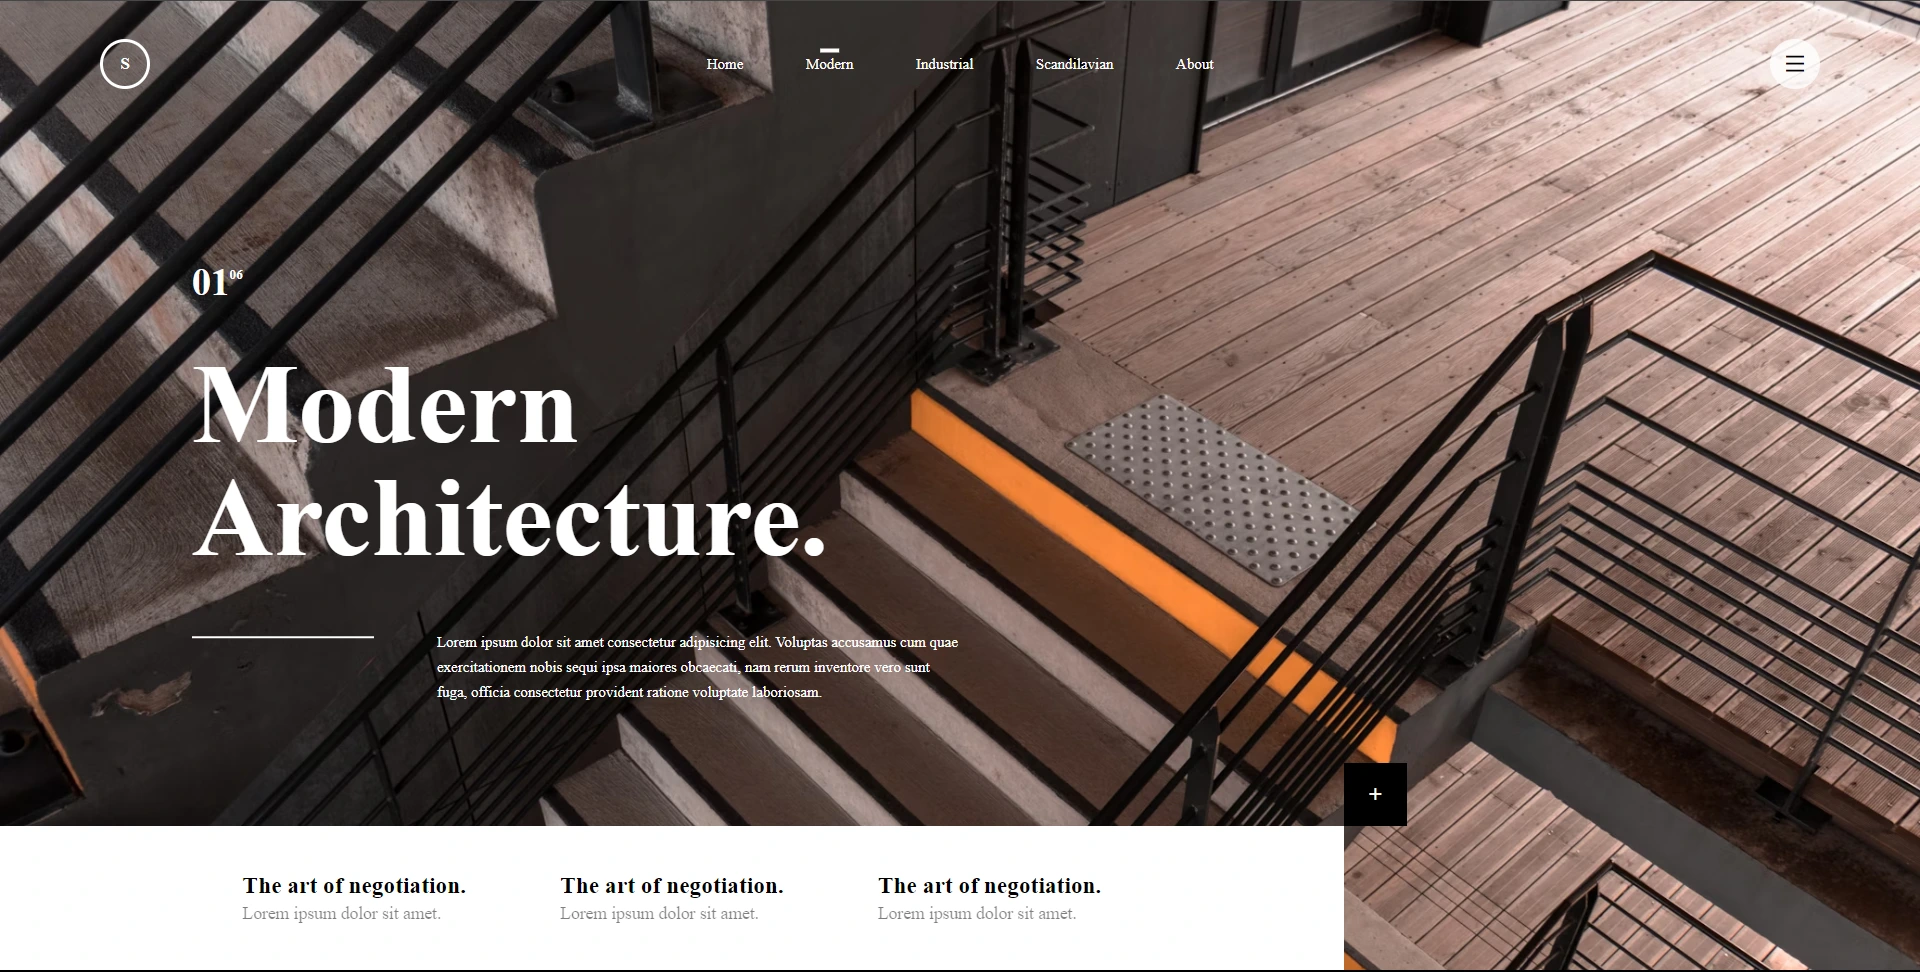 S
Home
Modern
Industrial
Scandilavian
About
01 06
Modern
Architecture.
Lorem ipsum dolor sit amet consectetur adipisicing elit. Voluptas accusamus cum quae
exercitationem nobis sequi ipsa maiores obcaecati, nam rerum inventore vero sunt
fuga, officia consectetur provident ratione voluptate laboriosam.
+
The art of negotiation.
Lorem ipsum dolor sit amet.
The art of negotiation.
Lorem ipsum dolor sit amet.
The art of negotiation.
Lorem ipsum dolor sit amet.